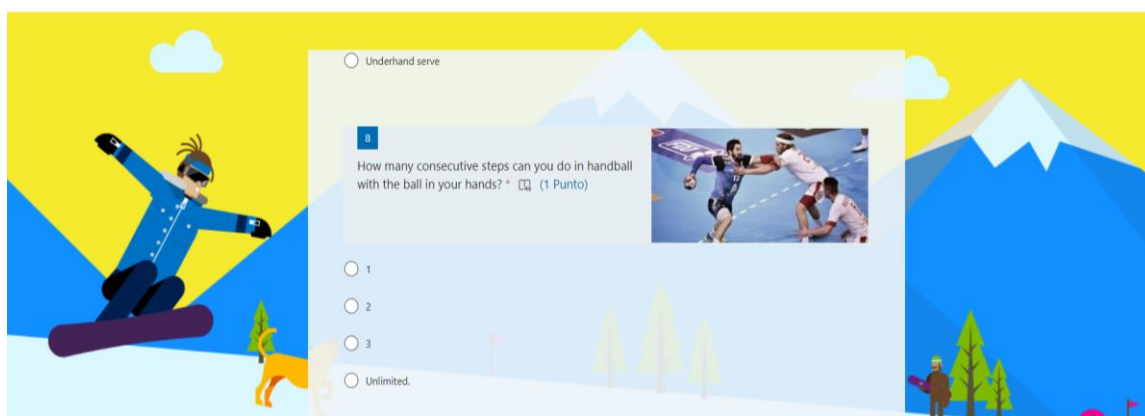 Underhand serve
8
How many consecutive steps can you do in handball
with the ball in your hands? * (1 Punto)
1
2
3
Unlimited.